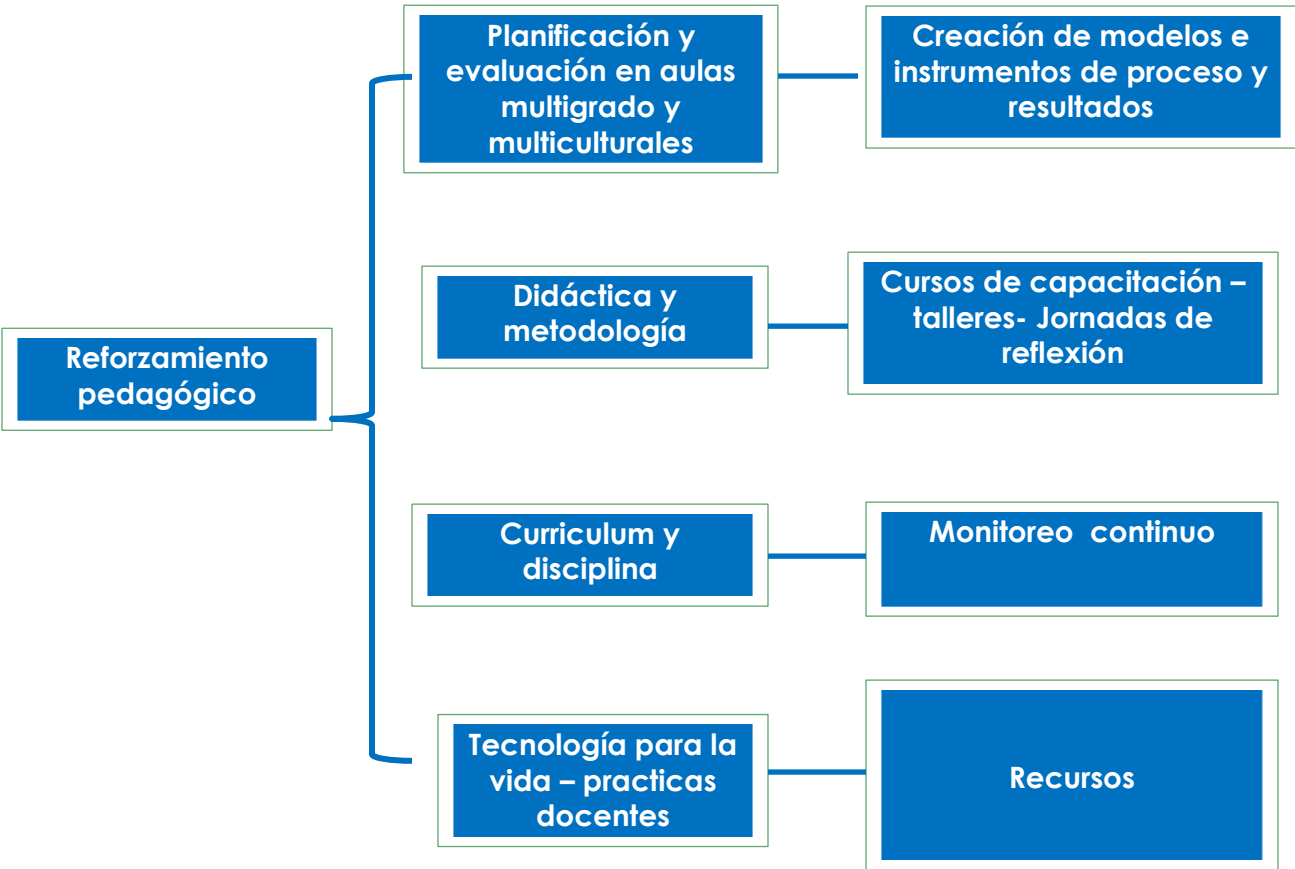 Planificación y
evaluación en aulas
multigrado y
multiculturales
Creación de modelos e
instrumentos de proceso y
resultados
Didáctica y
metodología
Cursos de capacitación –
talleres- Jornadas de
reflexión
Reforzamiento
pedagógico
Curriculum y
disciplina
Monitoreo  continuo
Tecnología para la
vida – practicas
docentes
Recursos